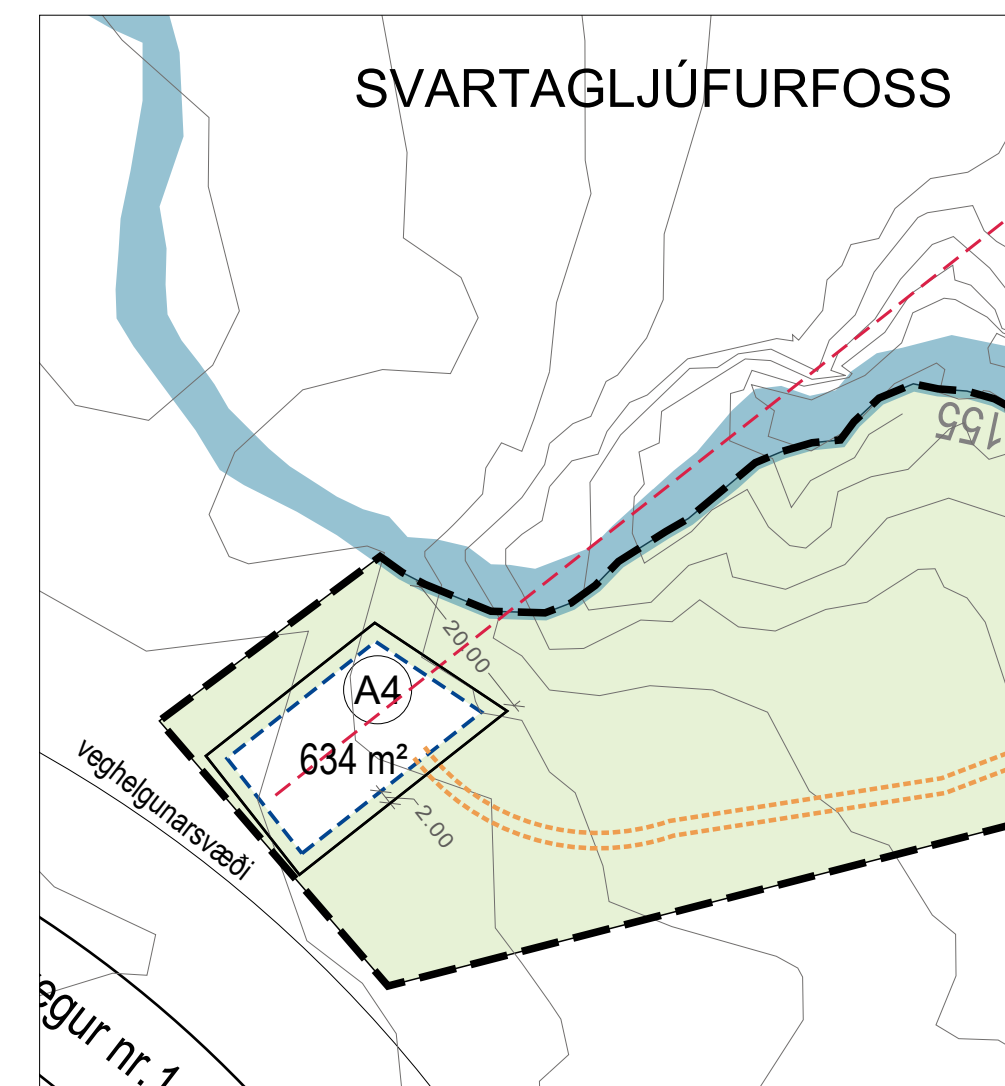 SVARTAGLJÚFURFOSS
155
20.00
A4
634 m²
veghelgunarsvæði
2.00
egur nr. 1